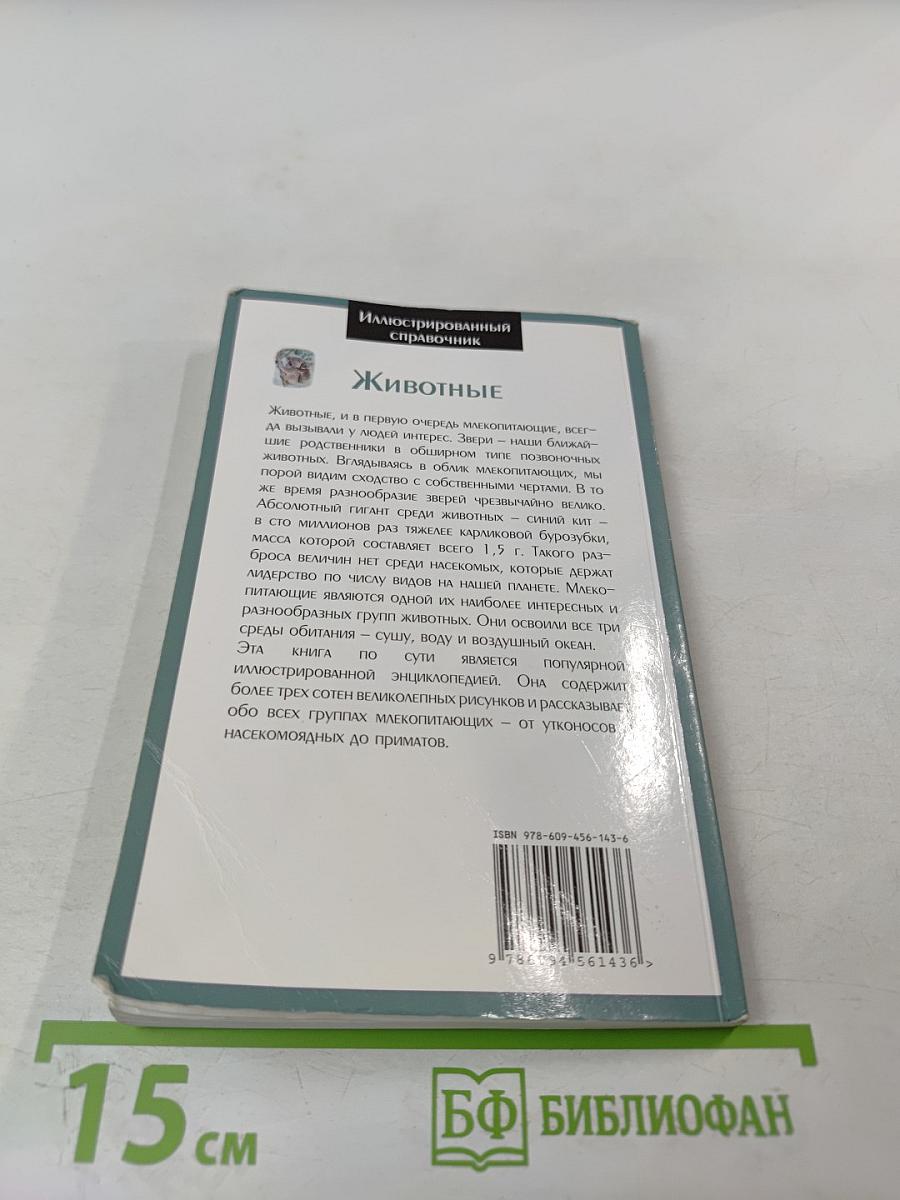 Иллюстрированный
справочник
Животные
Животные, и в первую очередь млекопитающие, всег-
да вызывали у людей интерес. Звери – наши ближай-
шие родственники в обширном типе позвоночных
животных. Вглядываясь в облик млекопитающих, мы
порой видим сходство с собственными чертами. В то
же время разнообразие зверей чрезвычайно велико.
Абсолютный гигант среди животных – синий кит –
в сто миллионов раз тяжелее карликовой бурозубки,
масса которой составляет всего 1,5 г. Такого раз-
броса величин нет среди насекомых, которые держат
лидерство по числу видов на нашей планете. Млеко-
питающие являются одной их наиболее интересных и
разнообразных групп животных. Они освоили все три
среды обитания – сушу, воду и воздушный океан.
Эта книга по сути является популярной
иллюстрированной энциклопедией. Она содержит
более трех сотен великолепных рисунков и рассказывает
обо всех группах млекопитающих – от утконосов
насекомоядных до приматов.
ISBN 978-609-456-143-6
9 786094 561436 >
15 см
БФ БИБЛИОФАН